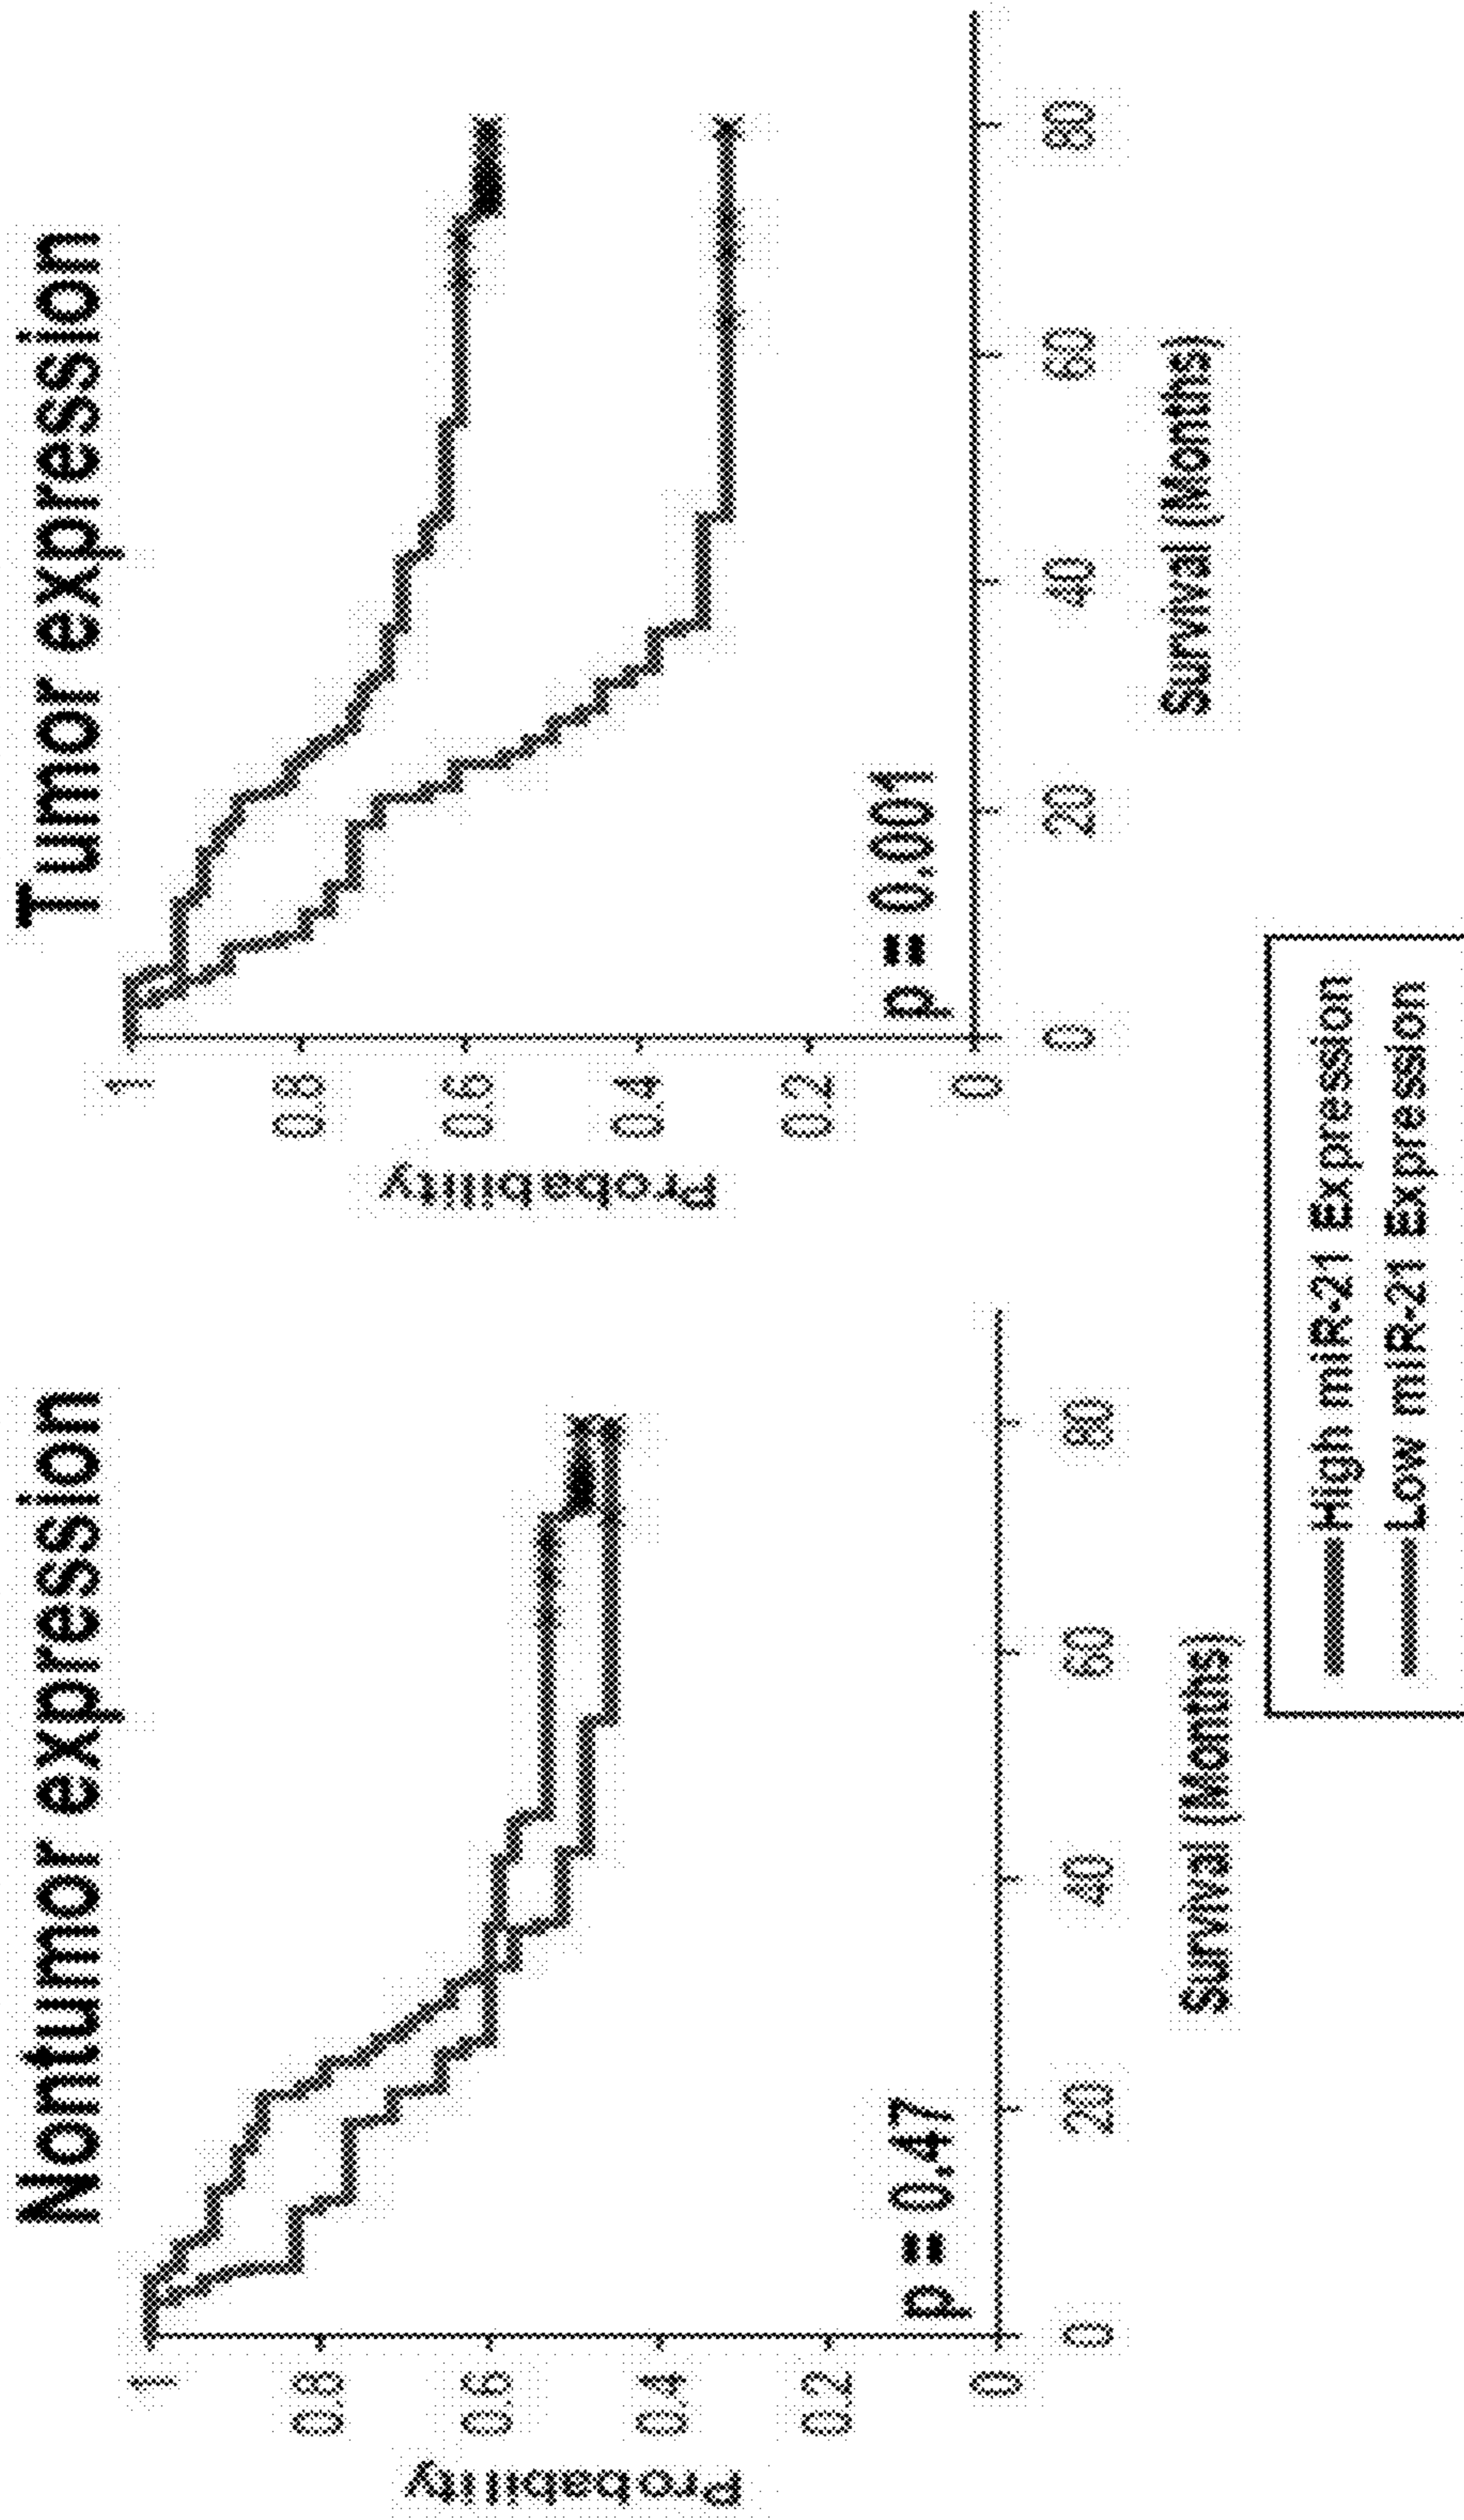 Nontumor expression
Probability
1
0.8
0.6
0.4
0.2
0
p = 0.47
0 20 40 60 80
Survival (Months)
Tumor expression
Probability
1
0.8
0.6
0.4
0.2
0
p = 0.001
0 20 40 60 80
Survival (Months)
High miR-21 Expression
Low miR-21 Expression